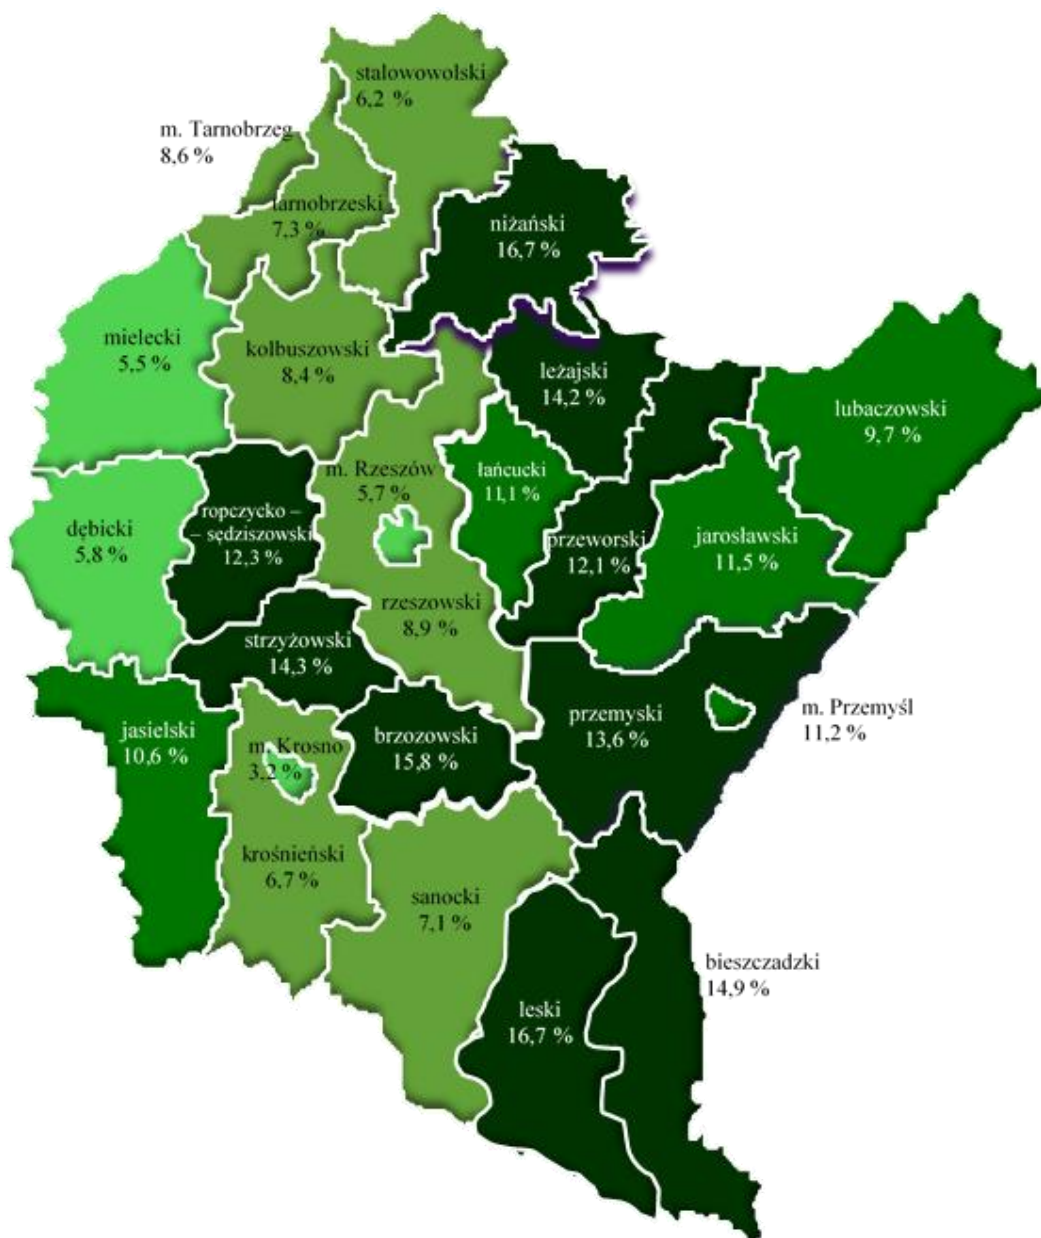 stalowowolski
6,2 %
m. Tarnobrzeg
8,6 %
tarnobrzeski
7,3 %
niżański
16,7 %
mielecki
5,5 %
kolbuszowski
8,4 %
leżajski
14,2 %
lubaczowski
9,7 %
m. Rzeszów
5,7 %
łańcucki
11,1 %
dębicki
5,8 %
ropczycko –
– sędziszowski
12,3 %
przeworski
12,1 %
jarosławski
11,5 %
rzeszowski
8,9 %
strzyżowski
14,3 %
jasielski
10,6 %
m. Krosno
3,2 %
brzozowski
15,8 %
przemyski
13,6 %
m. Przemyśl
11,2 %
krośnieński
6,7 %
sanocki
7,1 %
bieszczadzki
14,9 %
leski
16,7 %